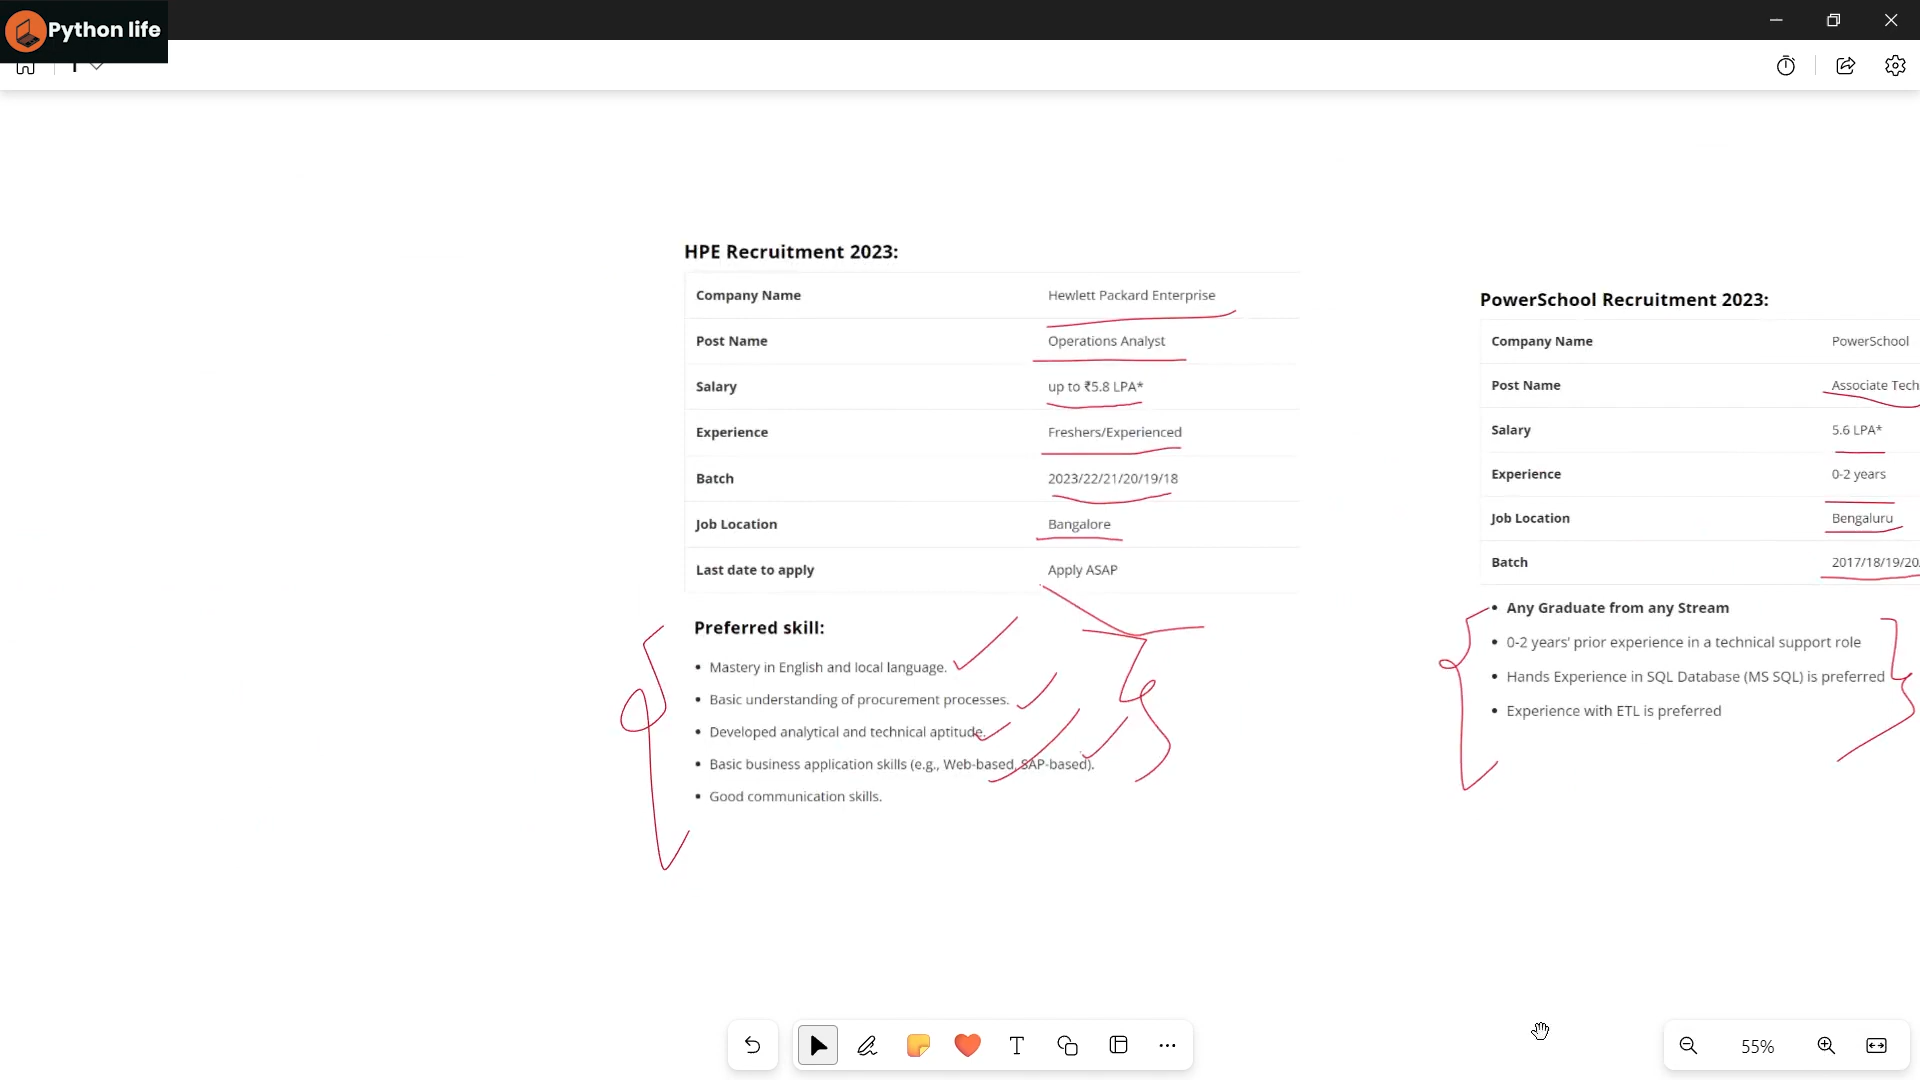 Python life
HPE Recruitment 2023:
Company Name Hewlett Packard Enterprise
Post Name Operations Analyst
Salary up to ₹5.8 LPA*
Experience Freshers/Experienced
Batch 2023/22/21/20/19/18
Job Location Bangalore
Last date to apply Apply ASAP
Preferred skill:
• Mastery in English and local language.
• Basic understanding of procurement processes.
• Developed analytical and technical aptitude.
• Basic business application skills (e.g., Web-based, SAP-based).
• Good communication skills.
PowerSchool Recruitment 2023:
Company Name PowerSchool
Post Name Associate Tech
Salary 5.6 LPA*
Experience 0-2 years
Job Location Bengaluru
Batch 2017/18/19/20
• Any Graduate from any Stream
• 0-2 years' prior experience in a technical support role
• Hands Experience in SQL Database (MS SQL) is preferred
• Experience with ETL is preferred
55%